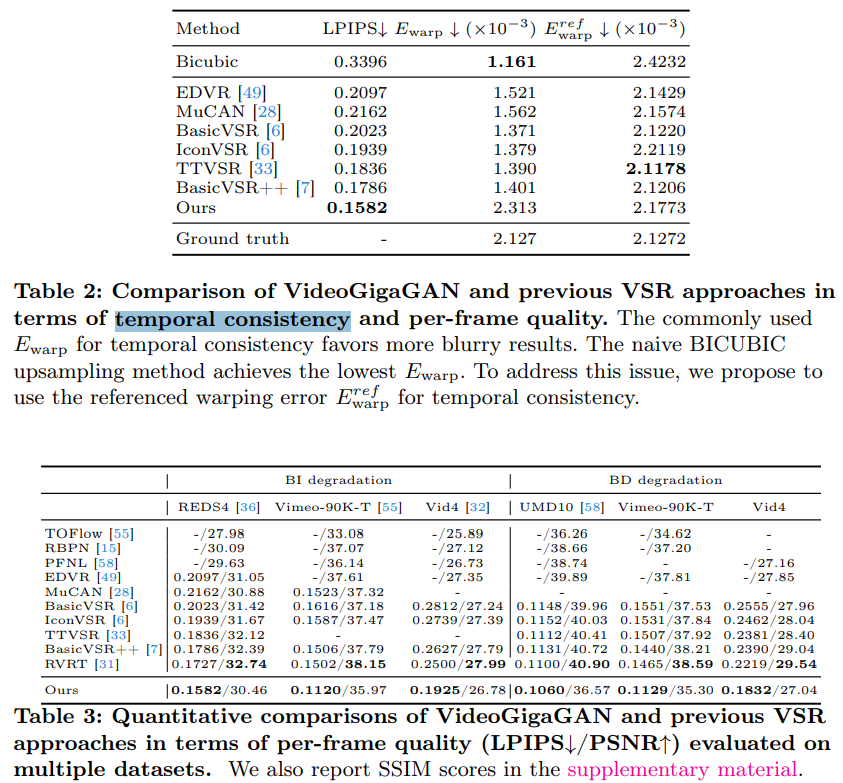 Method LPIPS↓ E_warp ↓ (×10⁻³) E^ref_warp ↓ (×10⁻³)
Bicubic 0.3396 1.161 2.4232
EDVR [49] 0.2097 1.521 2.1429
MuCAN [28] 0.2162 1.562 2.1574
BasicVSR [6] 0.2023 1.371 2.1220
IconVSR [6] 0.1939 1.379 2.2119
TTVSR [33] 0.1836 1.390 2.1178
BasicVSR++ [7] 0.1786 1.401 2.1206
Ours 0.1582 2.313 2.1773
Ground truth - 2.127 2.1272
Table 2: Comparison of VideoGigaGAN and previous VSR approaches in
terms of temporal consistency and per-frame quality. The commonly used
E_warp for temporal consistency favors more blurry results. The naive BICUBIC
upsampling method achieves the lowest E_warp. To address this issue, we propose to
use the referenced warping error E^ref_warp for temporal consistency.
| BI degradation | BD degradation
| REDS4 [36] Vimeo-90K-T [55] Vid4 [32] | UMD10 [58] Vimeo-90K-T Vid4
TOFlow [55] | -/27.98 -/33.08 -/25.89 | -/36.26 -/34.62 -
RBPN [15] | -/30.09 -/37.07 -/27.12 | -/38.66 -/37.20 -
PFNL [58] | -/29.63 -/36.14 -/26.73 | -/38.74 - -/27.16
EDVR [49] | 0.2097/31.05 -/37.61 -/27.35 | -/39.89 -/37.81 -/27.85
MuCAN [28] | 0.2162/30.88 0.1523/37.32 - | - - -
BasicVSR [6] | 0.2023/31.42 0.1616/37.18 0.2812/27.24 | 0.1148/39.96 0.1551/37.53 0.2555/27.96
IconVSR [6] | 0.1939/31.67 0.1587/37.47 0.2739/27.39 | 0.1152/40.03 0.1531/37.84 0.2462/28.04
TTVSR [33] | 0.1836/32.12 - - | 0.1112/40.41 0.1507/37.92 0.2381/28.40
BasicVSR++ [7] | 0.1786/32.39 0.1506/37.79 0.2627/27.79 | 0.1131/40.72 0.1440/38.21 0.2390/29.04
RVRT [31] | 0.1727/32.74 0.1502/38.15 0.2500/27.99 | 0.1100/40.90 0.1465/38.59 0.2219/29.54
Ours | 0.1582/30.46 0.1120/35.97 0.1925/26.78 | 0.1060/36.57 0.1129/35.30 0.1832/27.04
Table 3: Quantitative comparisons of VideoGigaGAN and previous VSR
approaches in terms of per-frame quality (LPIPS↓/PSNR↑) evaluated on
multiple datasets. We also report SSIM scores in the supplementary material.